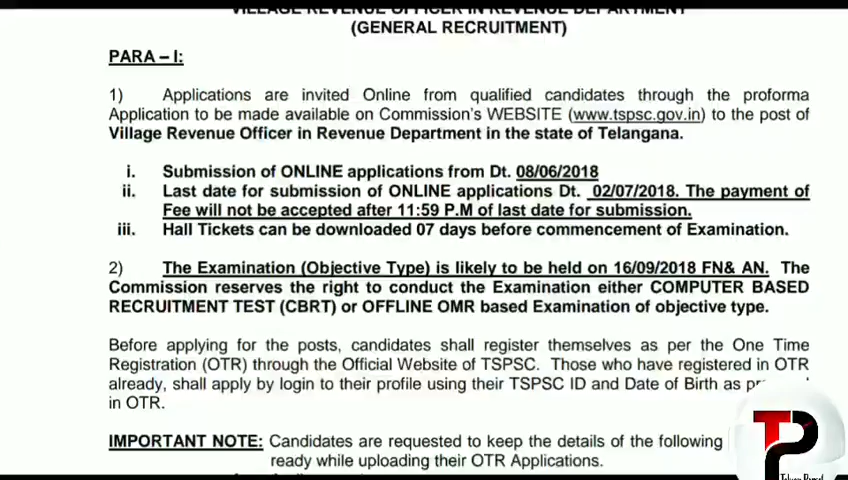 VILLAGE REVENUE OFFICER IN REVENUE DEPARTMENT
(GENERAL RECRUITMENT)
PARA – I:
1) Applications are invited Online from qualified candidates through the proforma
Application to be made available on Commission's WEBSITE (www.tspsc.gov.in) to the post of
Village Revenue Officer in Revenue Department in the state of Telangana.
i. Submission of ONLINE applications from Dt. 08/06/2018
ii. Last date for submission of ONLINE applications Dt. 02/07/2018. The payment of
Fee will not be accepted after 11:59 P.M of last date for submission.
iii. Hall Tickets can be downloaded 07 days before commencement of Examination.
2) The Examination (Objective Type) is likely to be held on 16/09/2018 FN& AN. The
Commission reserves the right to conduct the Examination either COMPUTER BASED
RECRUITMENT TEST (CBRT) or OFFLINE OMR based Examination of objective type.
Before applying for the posts, candidates shall register themselves as per the One Time
Registration (OTR) through the Official Website of TSPSC. Those who have registered in OTR
already, shall apply by login to their profile using their TSPSC ID and Date of Birth as
in OTR.
IMPORTANT NOTE: Candidates are requested to keep the details of the following
ready while uploading their OTR Applications.
TP